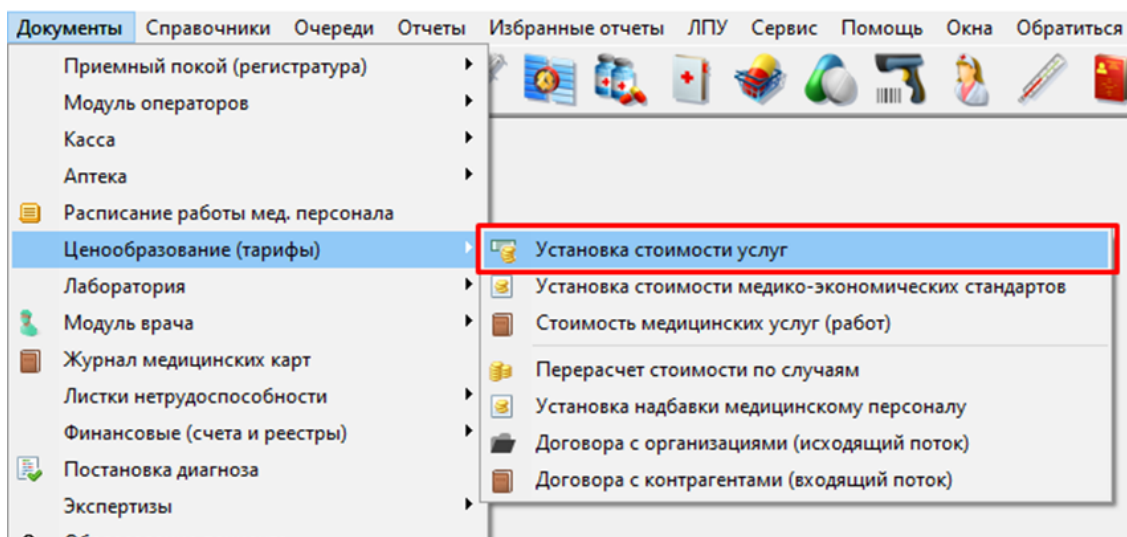 Документы Справочники Очереди Отчеты Избранные отчеты ЛПУ Сервис Помощь Окна Обратиться
Приемный покой (регистратура)
Модуль операторов
Касса
Аптека
Расписание работы мед. персонала
Ценообразование (тарифы)
Лаборатория
Модуль врача
Журнал медицинских карт
Листки нетрудоспособности
Финансовые (счета и реестры)
Постановка диагноза
Экспертизы
Установка стоимости услуг
Установка стоимости медико-экономических стандартов
Стоимость медицинских услуг (работ)
Перерасчет стоимости по случаям
Установка надбавки медицинскому персоналу
Договора с организациями (исходящий поток)
Договора с контрагентами (входящий поток)